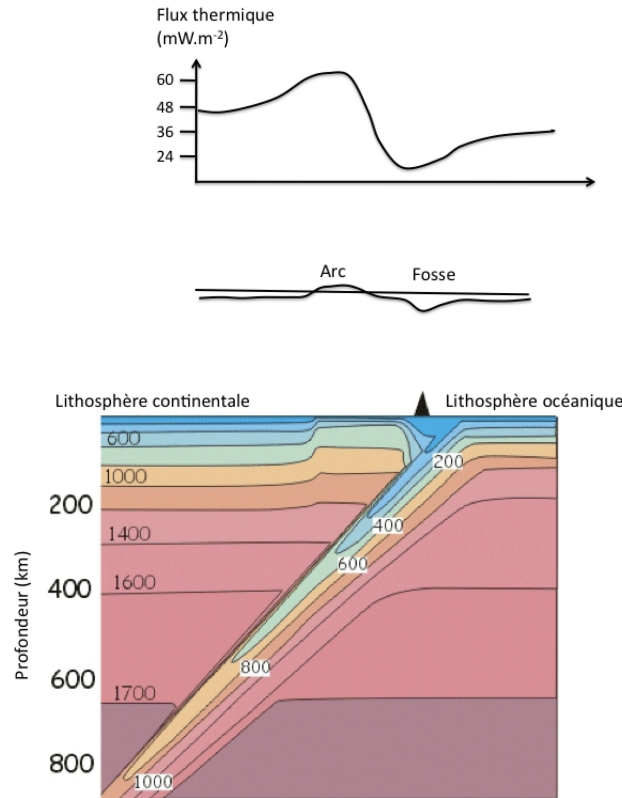 Flux thermique
(mW.m-2)
60
48
36
24
Arc
Fosse
Lithosphère continentale
Lithosphère océanique
600
1000
200
1400
400
1600
600
1700
800
200
400
600
800
1000
Profondeur (km)